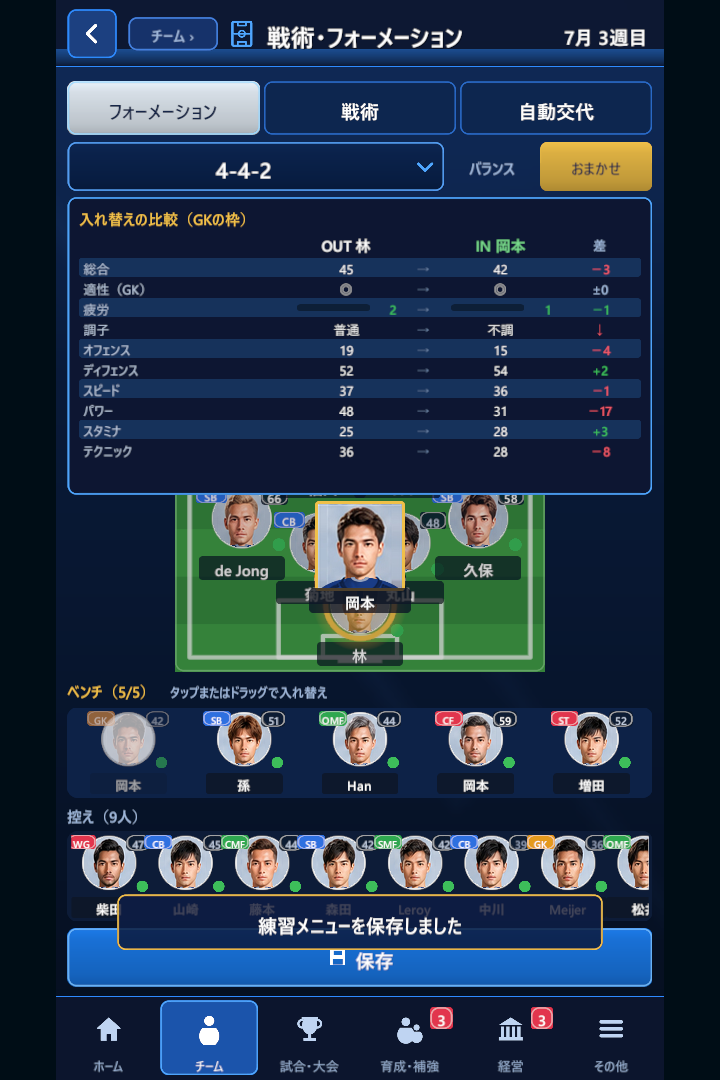 チーム ›
戦術・フォーメーション
7月 3週目
フォーメーション
戦術
自動交代
4-4-2
バランス
おまかせ
入れ替えの比較（GKの枠）
OUT 林 IN 岡本 差
総合 45 → 42 −3
適性（GK） ◎ → ◎ ±0
疲労 2 → 1 −1
調子 普通 → 不調 ↓
オフェンス 19 → 15 −4
ディフェンス 52 → 54 +2
スピード 37 → 36 −1
パワー 48 → 31 −17
スタミナ 25 → 28 +3
テクニック 36 → 28 −8
SB 66 SB 58
CB 48
de Jong 久保
菊地 丸山
岡本
林
ベンチ（5/5） タップまたはドラッグで入れ替え
GK 42 SB 51 OMF 44 CF 59 ST 52
岡本 孫 Han 岡本 増田
控え（9人）
WG 47 CB 45 CMF 44 SB 42 SMF 42 CB 39 GK 36 OMF
柴田 山崎 藤本 森田 Leroy 中川 Meijer
練習メニューを保存しました
保存
3 3
ホーム チーム 試合・大会 育成・補強 経営 その他